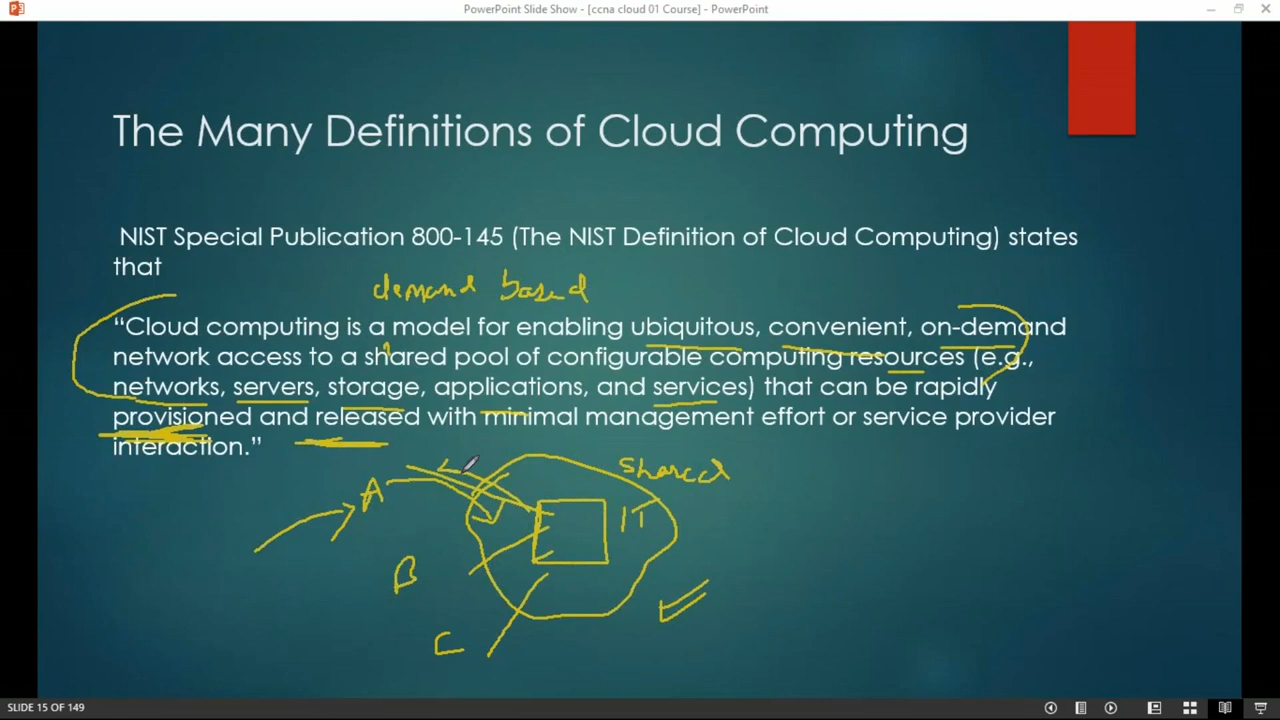 PowerPoint Slide Show - [ccna cloud 01 Course] - PowerPoint
The Many Definitions of Cloud Computing
NIST Special Publication 800-145 (The NIST Definition of Cloud Computing) states
that
demand based
“Cloud computing is a model for enabling ubiquitous, convenient, on-demand
network access to a shared pool of configurable computing resources (e.g.,
networks, servers, storage, applications, and services) that can be rapidly
provisioned and released with minimal management effort or service provider
interaction.”
shared
A
IT
B
C
SLIDE 15 OF 149